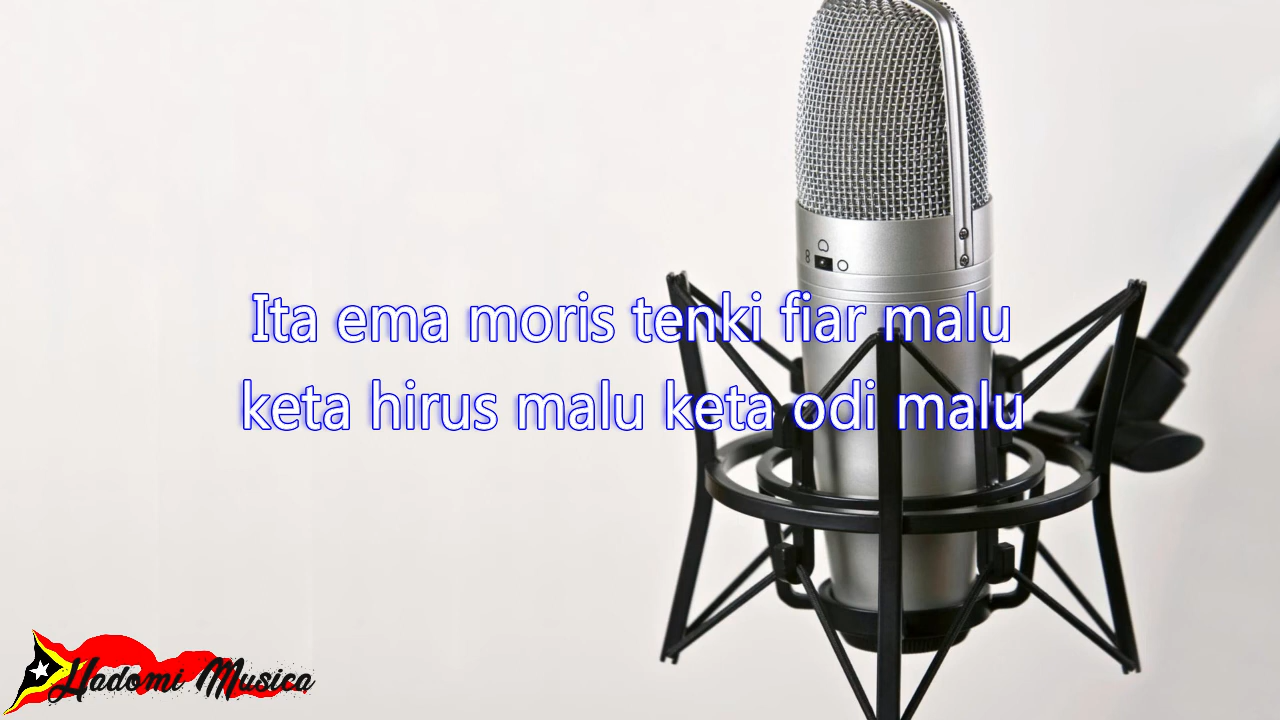 Ita ema moris tenki fiar malu
keta hirus malu keta odi malu
Hadomi Musica